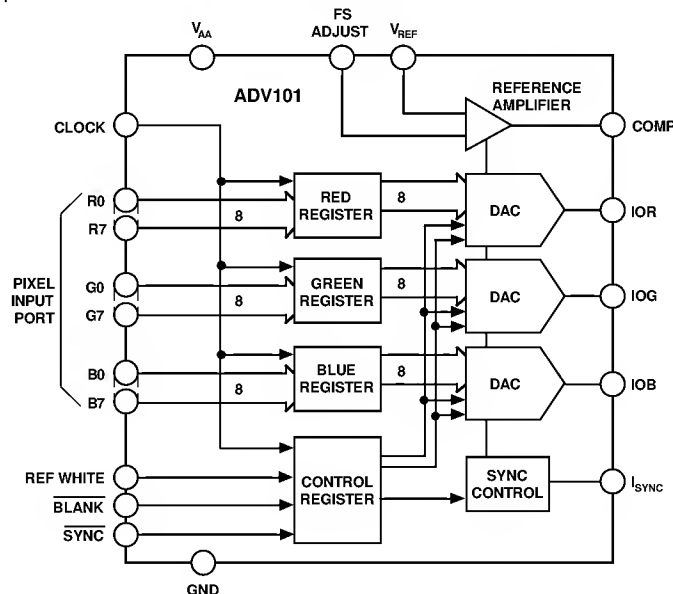 FS
ADJUST
VAA
VREF
ADV101
REFERENCE
AMPLIFIER
CLOCK
COMP
R0
8
RED
REGISTER
8
DAC
IOR
R7
PIXEL
INPUT
PORT
G0
8
GREEN
REGISTER
8
DAC
IOG
G7
B0
8
BLUE
REGISTER
8
DAC
IOB
B7
REF WHITE
CONTROL
REGISTER
SYNC
CONTROL
ISYNC
BLANK
SYNC
GND